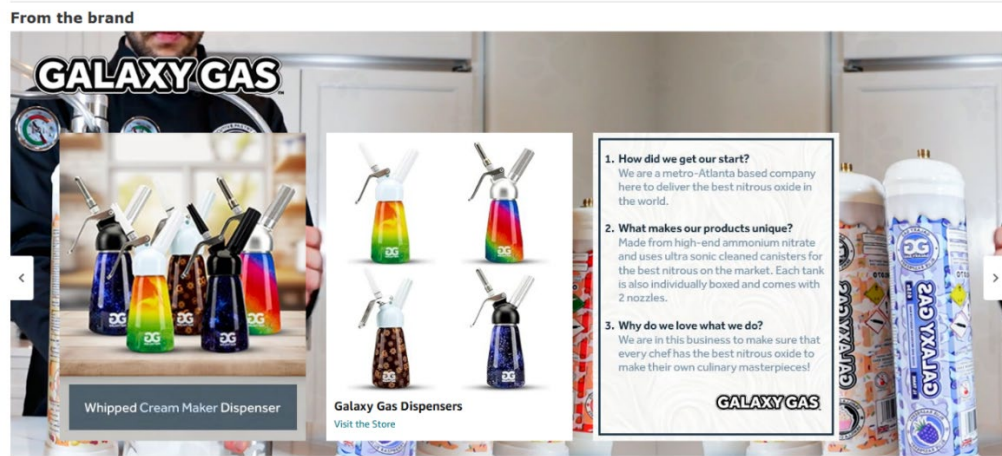 From the brand
GALAXY GAS
Whipped Cream Maker Dispenser
Galaxy Gas Dispensers
Visit the Store
1. How did we get our start?
We are a metro-Atlanta based company
here to deliver the best nitrous oxide in
the world.
2. What makes our products unique?
Made from high-end ammonium nitrate
and uses ultra sonic cleaned canisters for
the best nitrous on the market. Each tank
is also individually boxed and comes with
2 nozzles.
3. Why do we love what we do?
We are in this business to make sure that
every chef has the best nitrous oxide to
make their own culinary masterpieces!
GALAXY GAS
GALAXY GAS